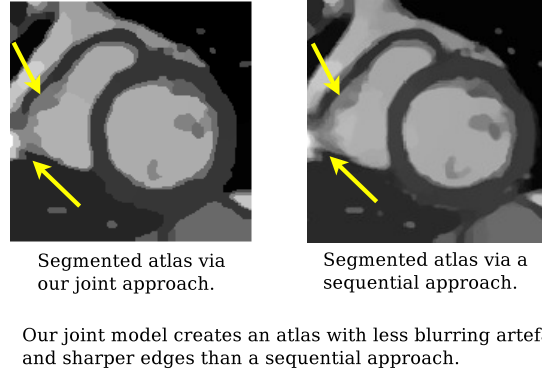 Segmented atlas via
our joint approach.
Segmented atlas via a
sequential approach.
Our joint model creates an atlas with less blurring
and sharper edges than a sequential approach.